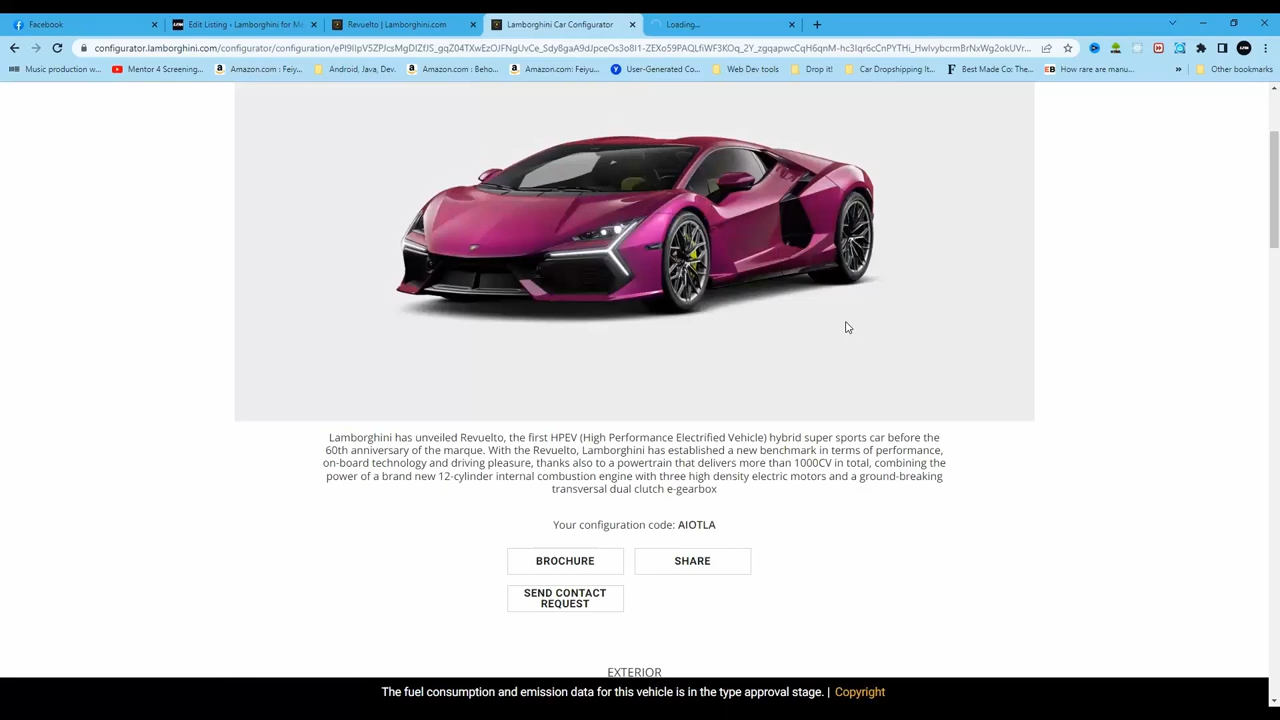 Facebook
Edit Listing ‹ Lamborghini for Me
Revuelto | Lamborghini.com
Lamborghini Car Configurator
Loading...
Music production w...
Mentor 4 Screening...
Amazon.com : Feiy...
Android, Java, Dev.
Amazon.com : Beho...
Amazon.com: Feiyu...
User-Generated Co...
Web Dev tools
Drop it!
Car Dropshipping It...
Best Made Co: The...
How rare are manu...
Other bookmarks
Lamborghini has unveiled Revuelto, the first HPEV (High Performance Electrified Vehicle) hybrid super sports car before the
60th anniversary of the marque. With the Revuelto, Lamborghini has established a new benchmark in terms of performance,
on-board technology and driving pleasure, thanks also to a powertrain that delivers more than 1000CV in total, combining the
power of a brand new 12-cylinder internal combustion engine with three high density electric motors and a ground-breaking
transversal dual clutch e-gearbox
Your configuration code: AIOTLA
BROCHURE
SHARE
SEND CONTACT
REQUEST
EXTERIOR
The fuel consumption and emission data for this vehicle is in the type approval stage. | Copyright